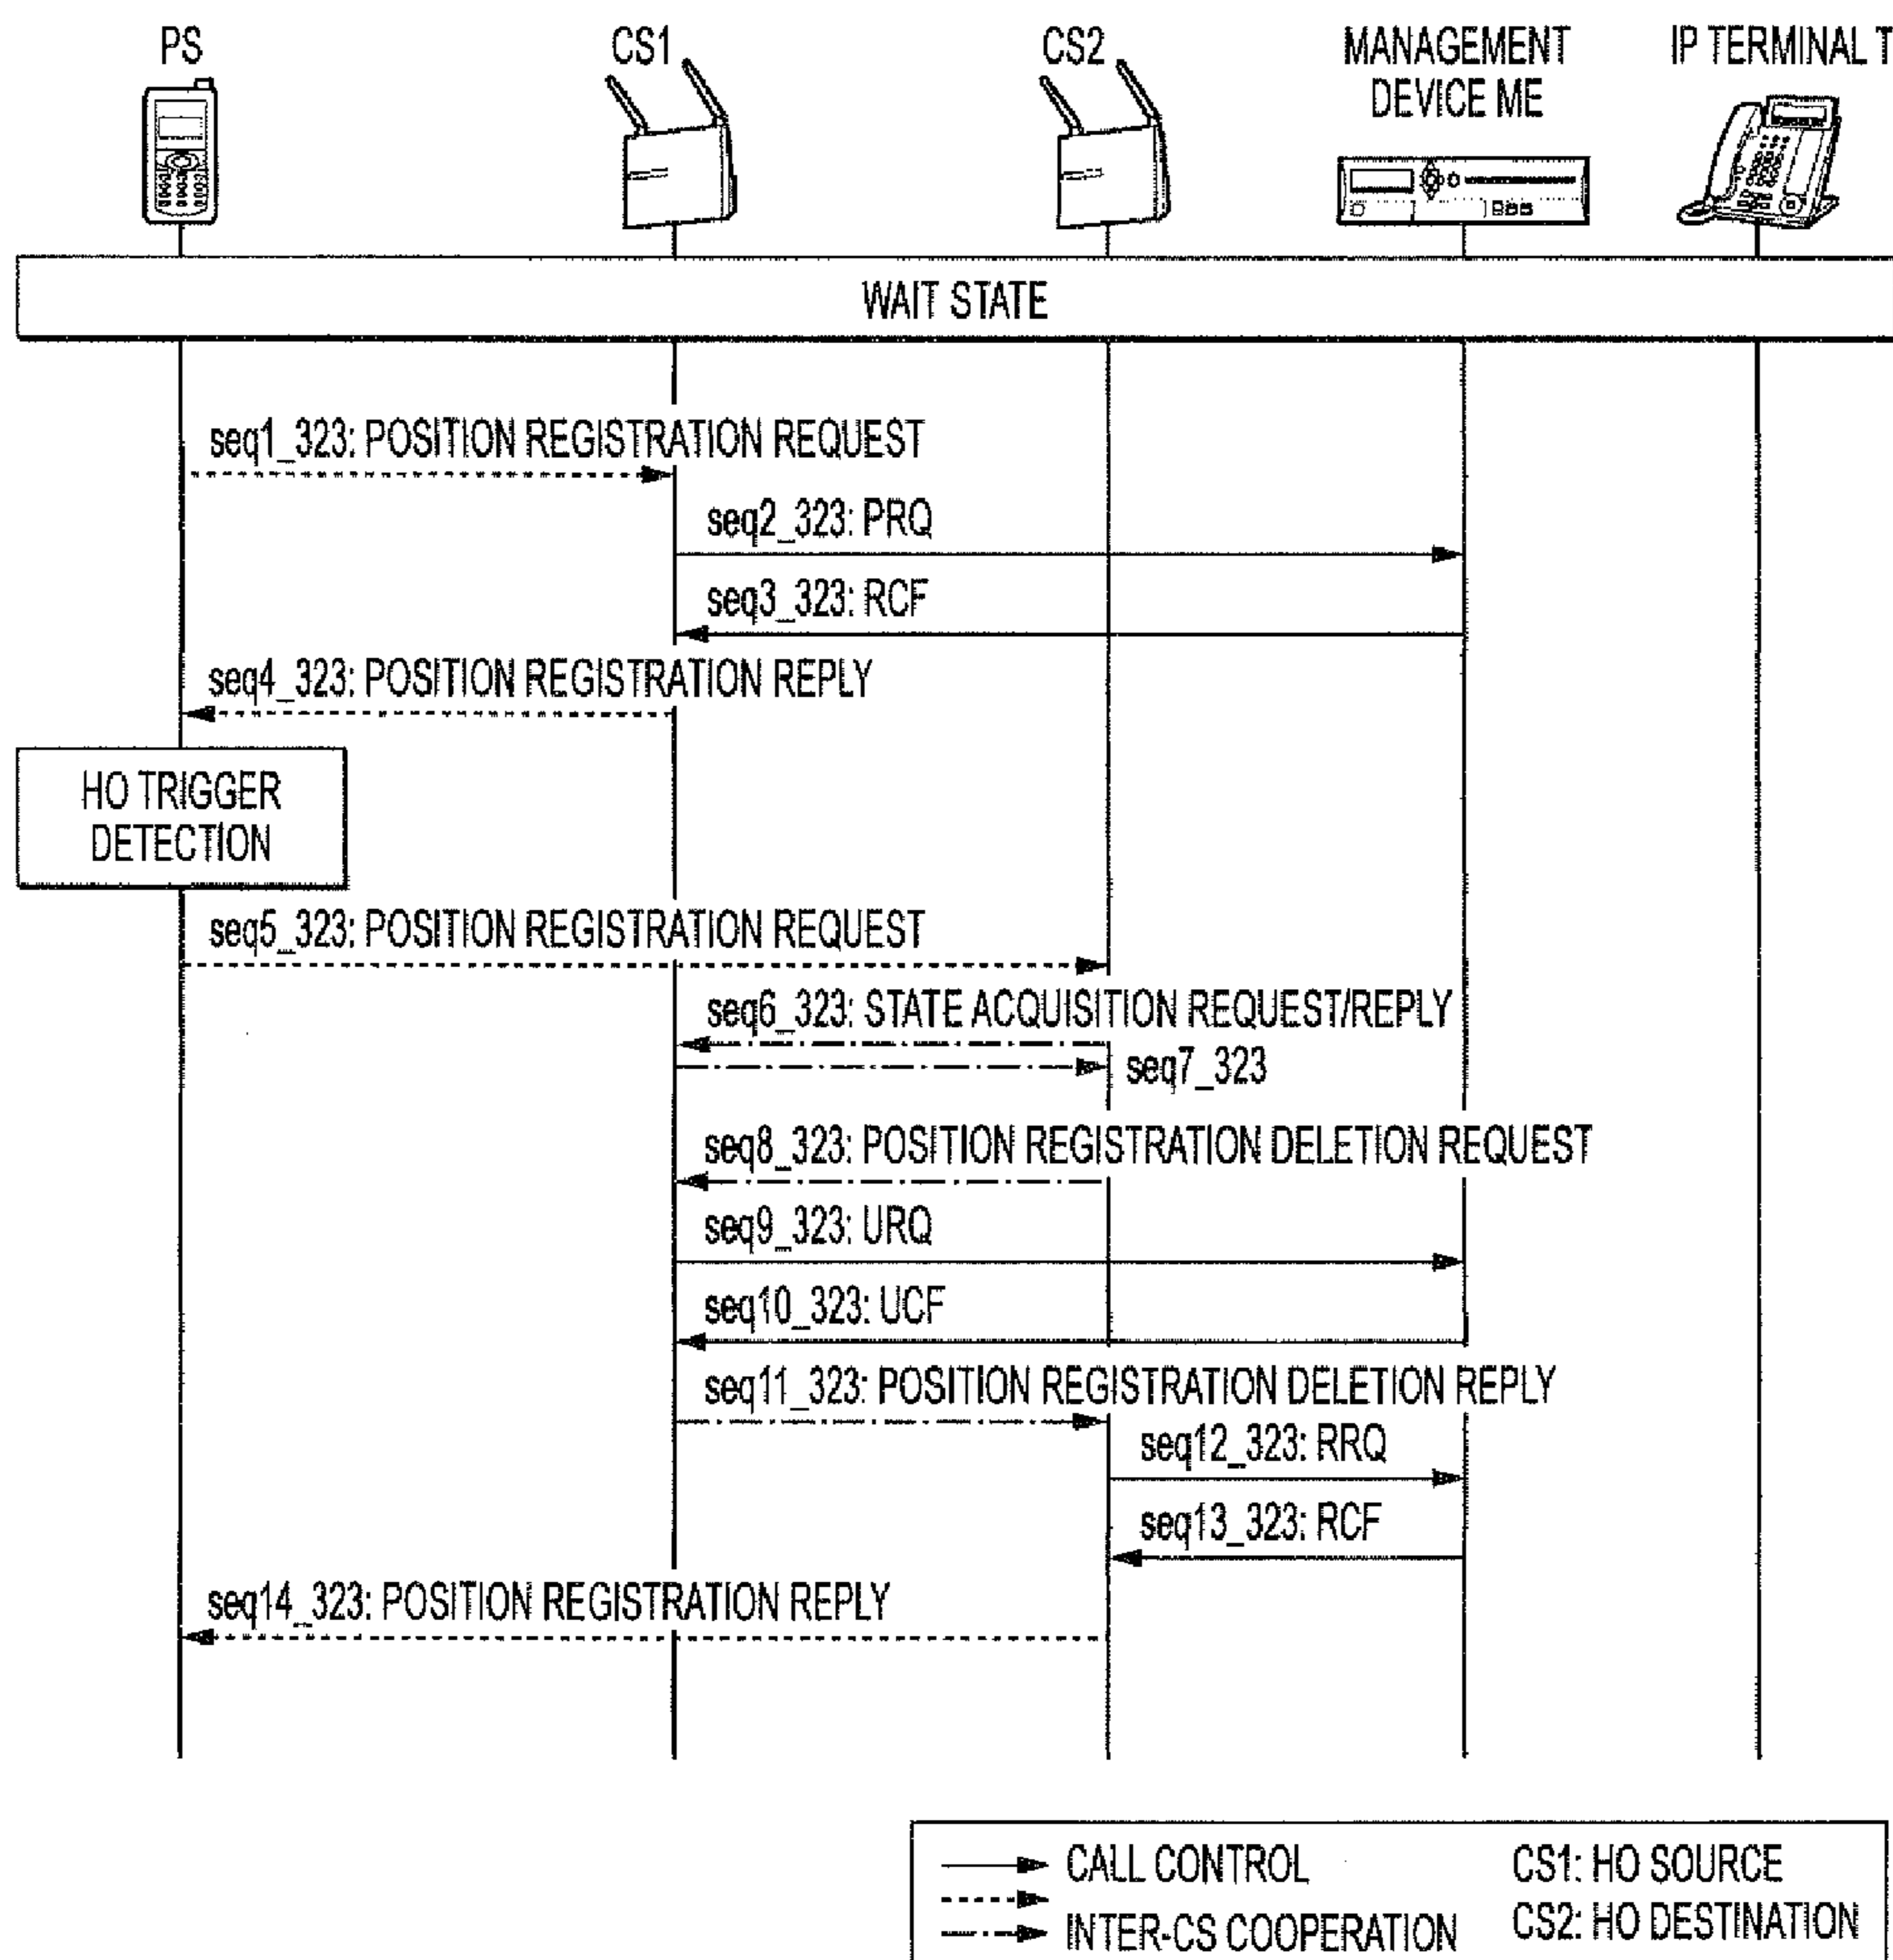 PS
CS1
CS2
MANAGEMENT
DEVICE ME
IP TERMINAL T
WAIT STATE
seq1_323: POSITION REGISTRATION REQUEST
seq2_323: PRQ
seq3_323: RCF
seq4_323: POSITION REGISTRATION REPLY
HO TRIGGER
DETECTION
seq5_323: POSITION REGISTRATION REQUEST
seq6_323: STATE ACQUISITION REQUEST/REPLY
seq7_323
seq8_323: POSITION REGISTRATION DELETION REQUEST
seq9_323: URQ
seq10_323: UCF
seq11_323: POSITION REGISTRATION DELETION REPLY
seq12_323: RRQ
seq13_323: RCF
seq14_323: POSITION REGISTRATION REPLY
CALL CONTROL
CS1: HO SOURCE
INTER-CS COOPERATION
CS2: HO DESTINATION